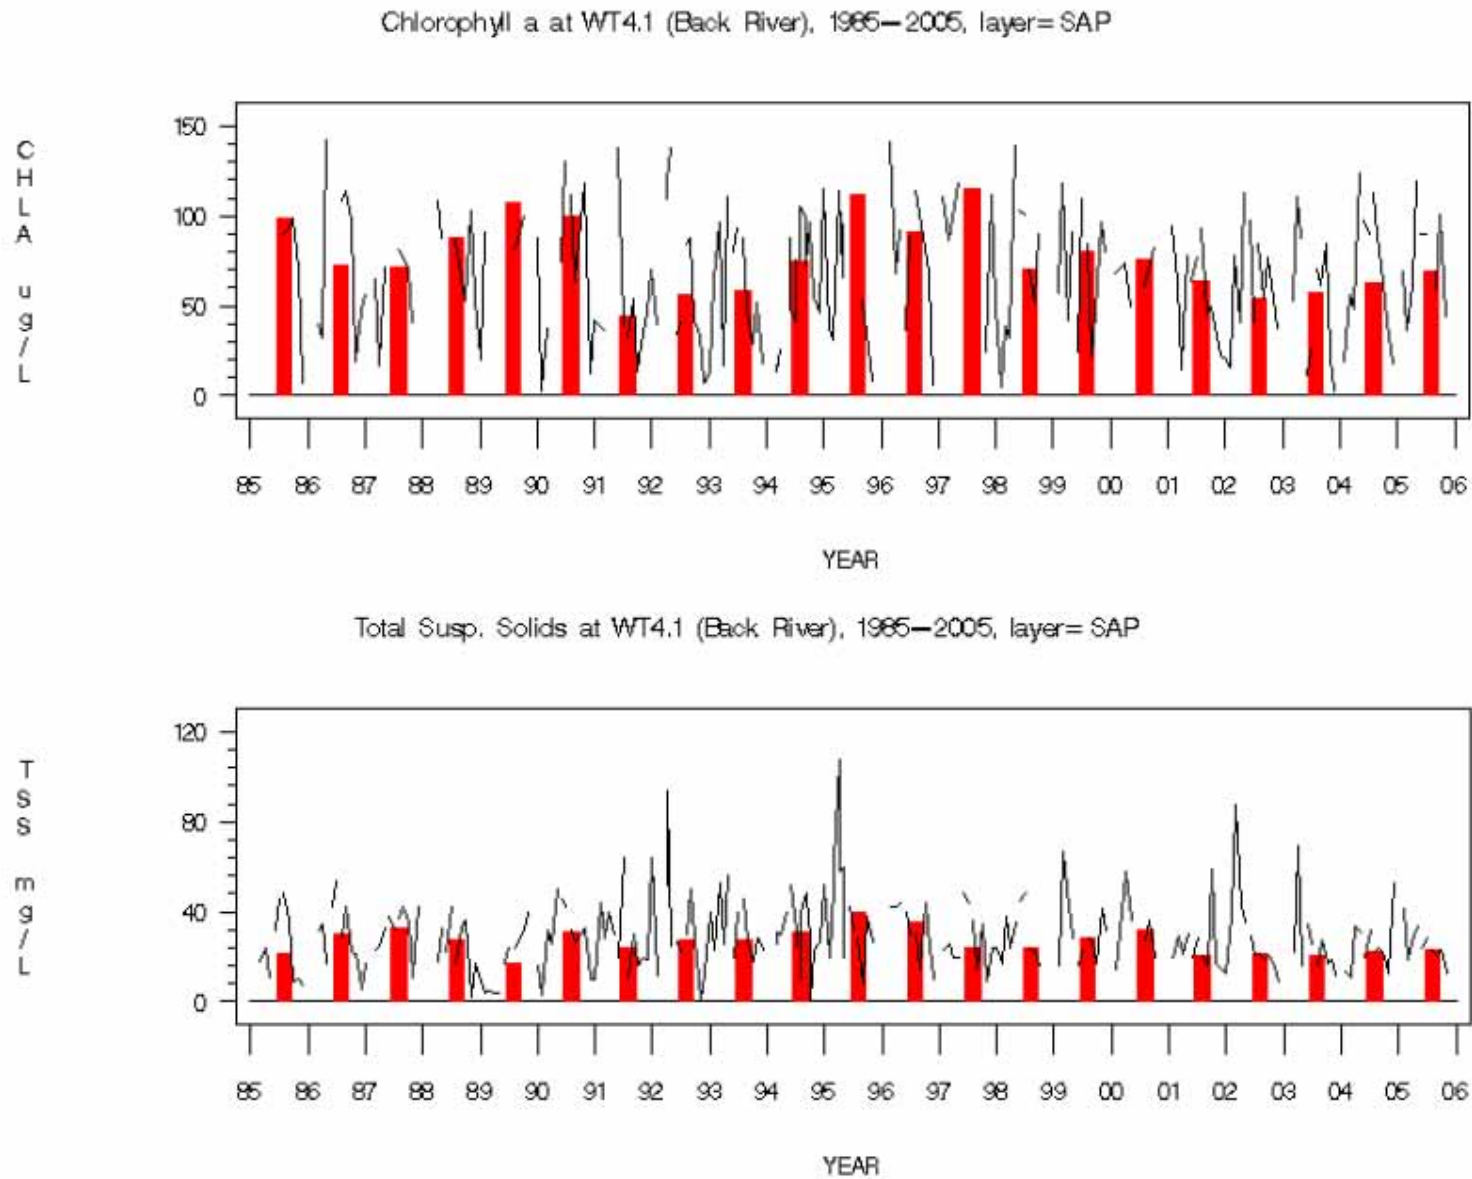 Chlorophyll a at WT4.1 (Back River), 1985-2005, layer= SAP
CHLA ug/L
150
100
50
0
85 86 87 88 89 90 91 92 93 94 95 96 97 98 99 00 01 02 03 04 05 06
YEAR
Total Susp. Solids at WT4.1 (Back River), 1985-2005, layer= SAP
TSS mg/L
120
80
40
0
85 86 87 88 89 90 91 92 93 94 95 96 97 98 99 00 01 02 03 04 05 06
YEAR